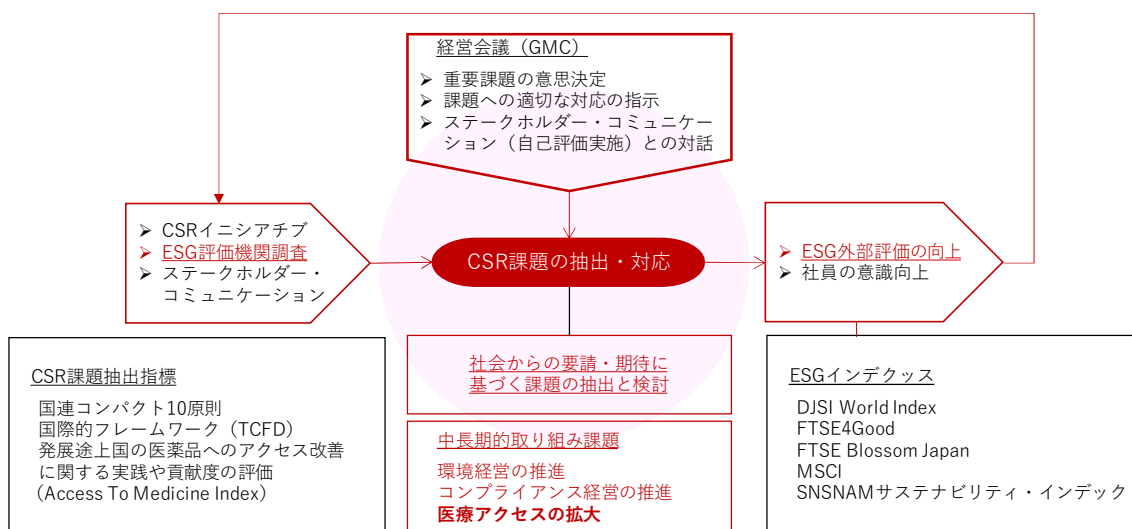 経営会議（GMC）
➢ 重要課題の意思決定
➢ 課題への適切な対応の指示
➢ ステークホルダー・コミュニケー
ション（自己評価実施）との対話
➢ CSRイニシアチブ
➢ ESG評価機関調査
➢ ステークホルダー・
コミュニケーション
CSR課題の抽出・対応
➢ ESG外部評価の向上
➢ 社員の意識向上
CSR課題抽出指標
国連コンパクト10原則
国際的フレームワーク（TCFD）
発展途上国の医薬品へのアクセス改善
に関する実践や貢献度の評価
(Access To Medicine Index）
社会からの要請・期待に
基づく課題の抽出と検討
中長期的取り組み課題
環境経営の推進
コンプライアンス経営の推進
医療アクセスの拡大
ESGインデクッス
DJSI World Index
FTSE4Good
FTSE Blossom Japan
MSCI
SNSNAMサステナビリティ・インデック